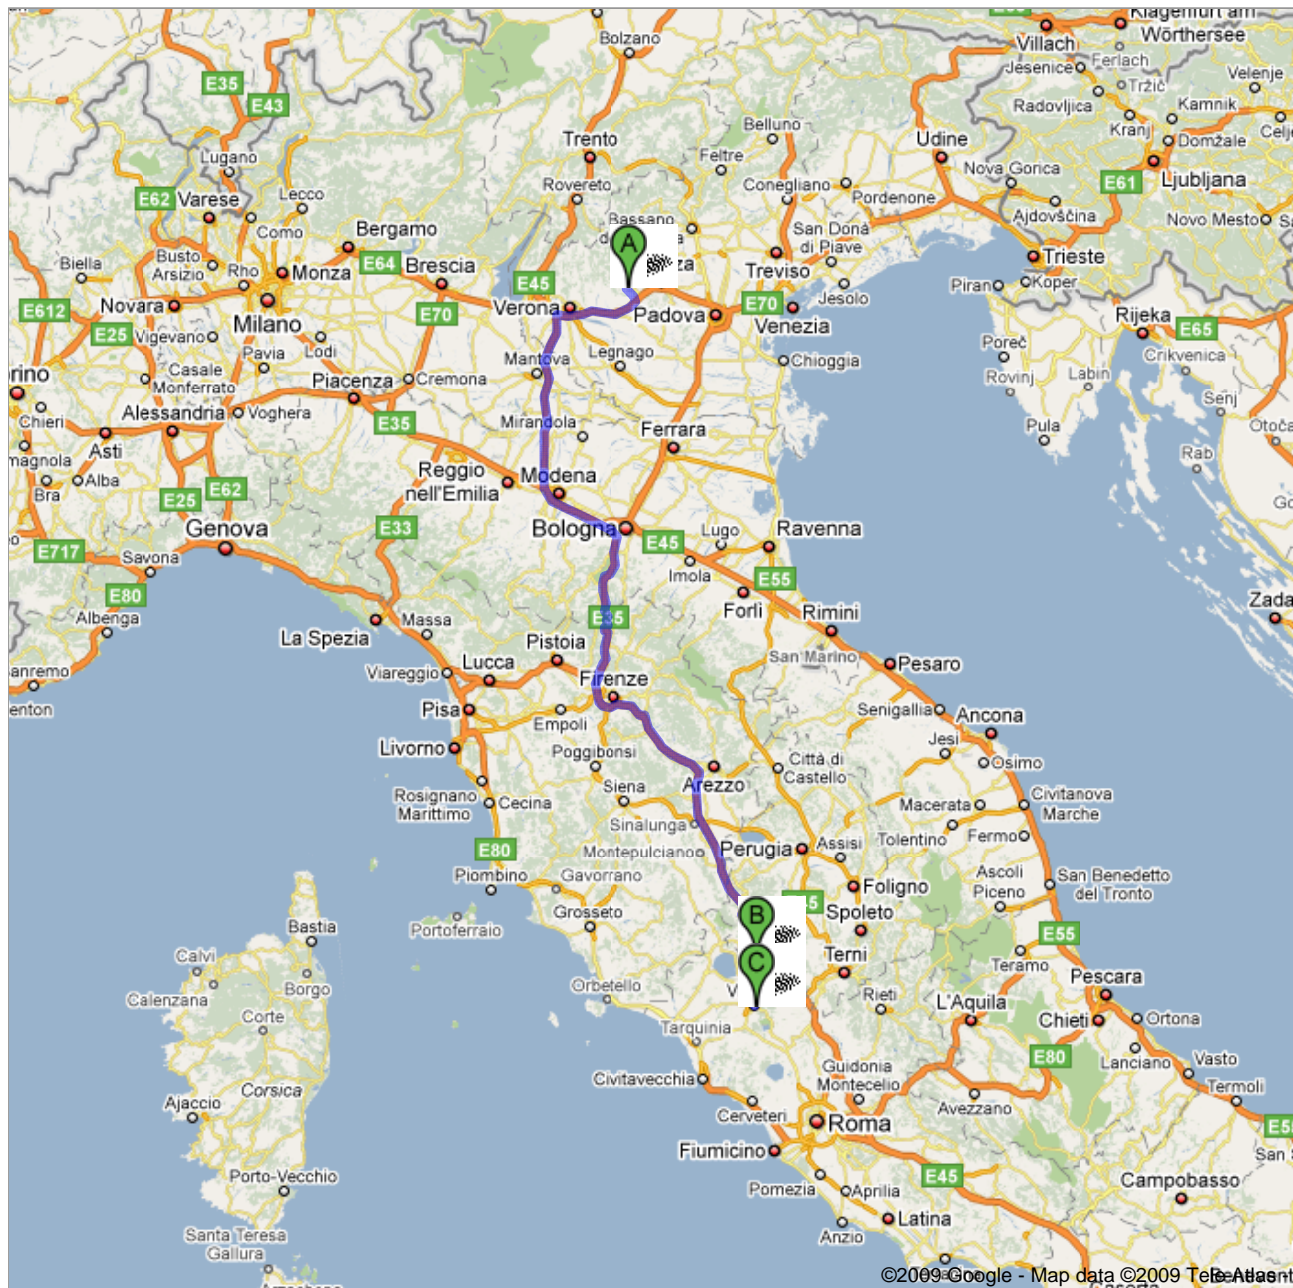 Klagenfurt am
Wörthersee
Villach
Ferlach
Jesenice
Tržič
Velenje
Radovljica
Kamnik
Kranj
Domžale
Celj
Bolzano
E35
E43
Lugano
Trento
Belluno
Udine
Feltre
Nova Gorica
Ljubljana
E61
E62
Varese
Lecco
Rovereto
Conegliano
Pordenone
Ajdovščina
Novo Mesto
Como
Bassano
A
San Donà
di Piave
Bergamo
Busto
Arsizio
Rho
Monza
E64
Brescia
E45
Treviso
Trieste
Biella
Jesolo
Piran
Koper
E612
Novara
Milano
E70
Verona
Padova
E70
Venezia
Rijeka
E65
E25
Vigevano
Pavia
Lodi
Mantova
Legnago
Chioggia
Poreč
Crikvenica
Rovinj
Labin
rino
Casale
Monferrato
Piacenza
Cremona
Senj
Chieri
Alessandria
Voghera
E35
Mirandola
Ferrara
Pula
Otoča
Asti
magnola
Bra
Alba
E25
E62
Reggio
nell'Emilia
Modena
Rab
Genova
E33
Bologna
E45
Lugo
Ravenna
E717
Savona
Imola
E55
E80
Albenga
Forlì
Rimini
Zada
La Spezia
Massa
E35
Pistoia
San Marino
Pesaro
anremo
Viareggio
Lucca
Firenze
enton
Pisa
Empoli
Senigallia
Ancona
Livorno
Poggibonsi
Jesi
Osimo
Città di
Castello
Arezzo
Rosignano
Marittimo
Cecina
Siena
Macerata
Civitanova
Marche
Sinalunga
Tolentino
Fermo
E80
Montepulciano
Perugia
Assisi
Piombino
Gavorrano
Foligno
Ascoli
Piceno
San Benedetto
del Tronto
Portoferraio
Grosseto
B
Spoleto
E55
Bastia
Calvi
C
Terni
Teramo
Pescara
Calenzana
Borgo
Orbetello
Rieti
L'Aquila
Chieti
Ortona
Corte
Tarquinia
E80
Lanciano
Vasto
Corsica
Civitavecchia
Guidonia
Montecelio
Termoli
Ajaccio
Cerveteri
Avezzano
Roma
Fiumicino
Porto-Vecchio
Pomezia
Aprilia
E45
Campobasso
Latina
Anzio
Santa Teresa
Gallura
©2009 Google - Map data ©2009 Tele Atlas -